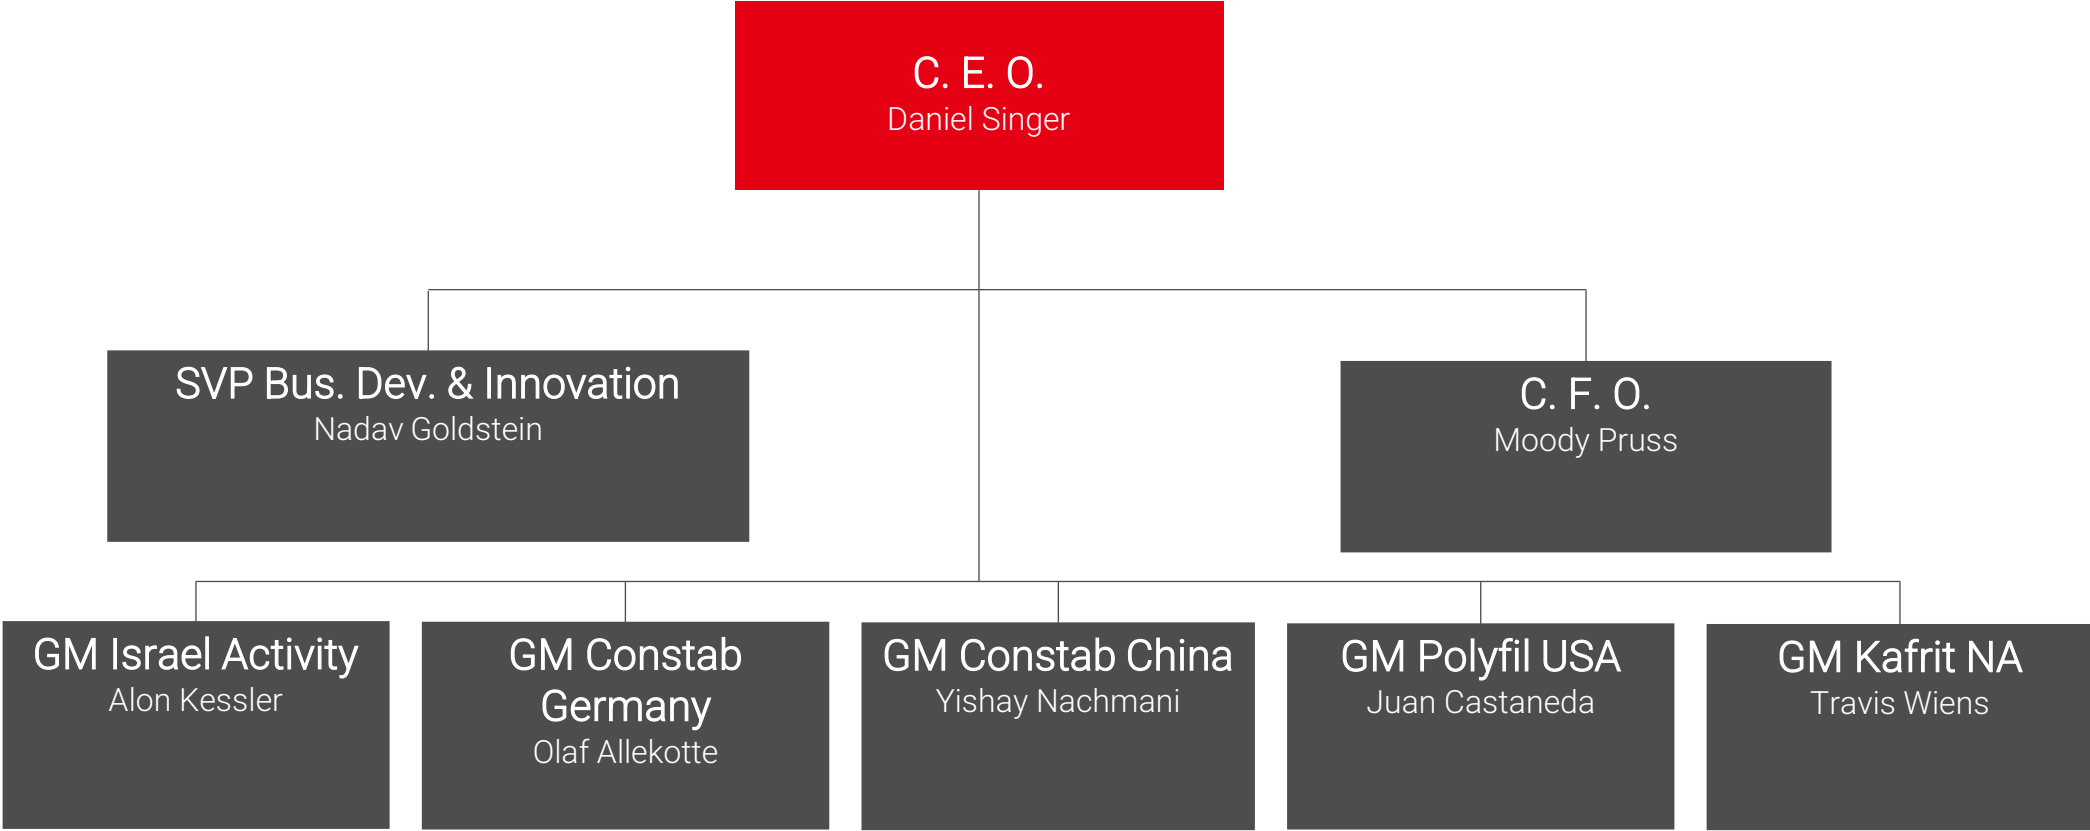 C. E. O.
Daniel Singer
SVP Bus. Dev. & Innovation
Nadav Goldstein
C. F. O.
Moody Pruss
GM Israel Activity
Alon Kessler
GM Constab
Germany
Olaf Allekotte
GM Constab China
Yishay Nachmani
GM Polyfil USA
Juan Castaneda
GM Kafrit NA
Travis Wiens